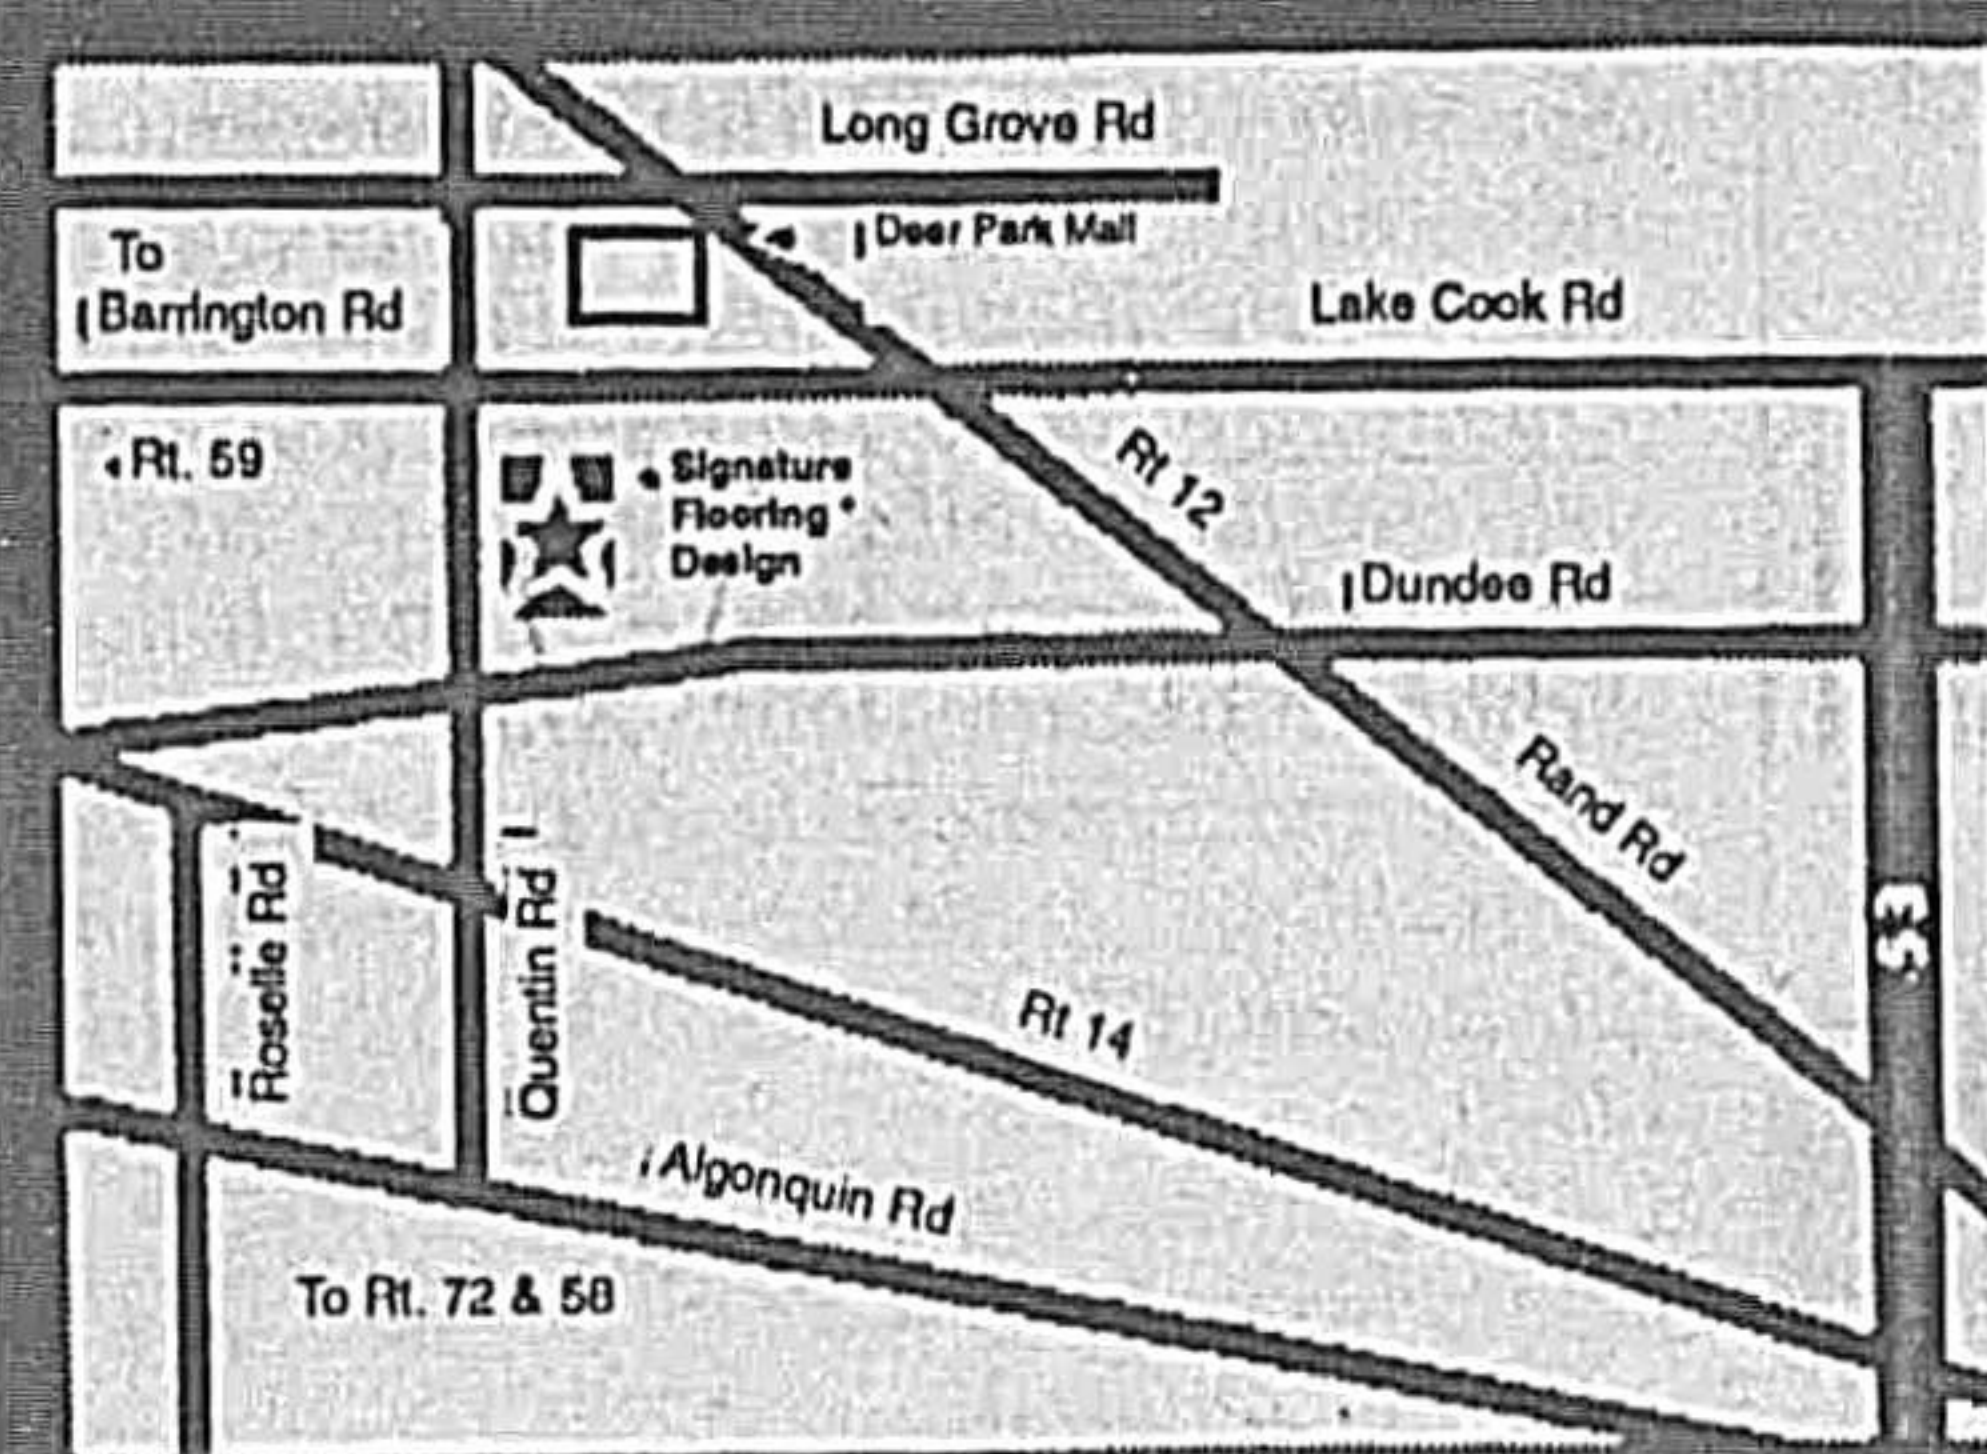 Long Grove Rd
Deer Park Mall
To
Barrington Rd
Lake Cook Rd
Rt. 59
Signature
Flooring
Design
Rt 12
Dundee Rd
Rand Rd
Roselle Rd
Quentin Rd
53
Rt 14
Algonquin Rd
To Rt. 72 & 58